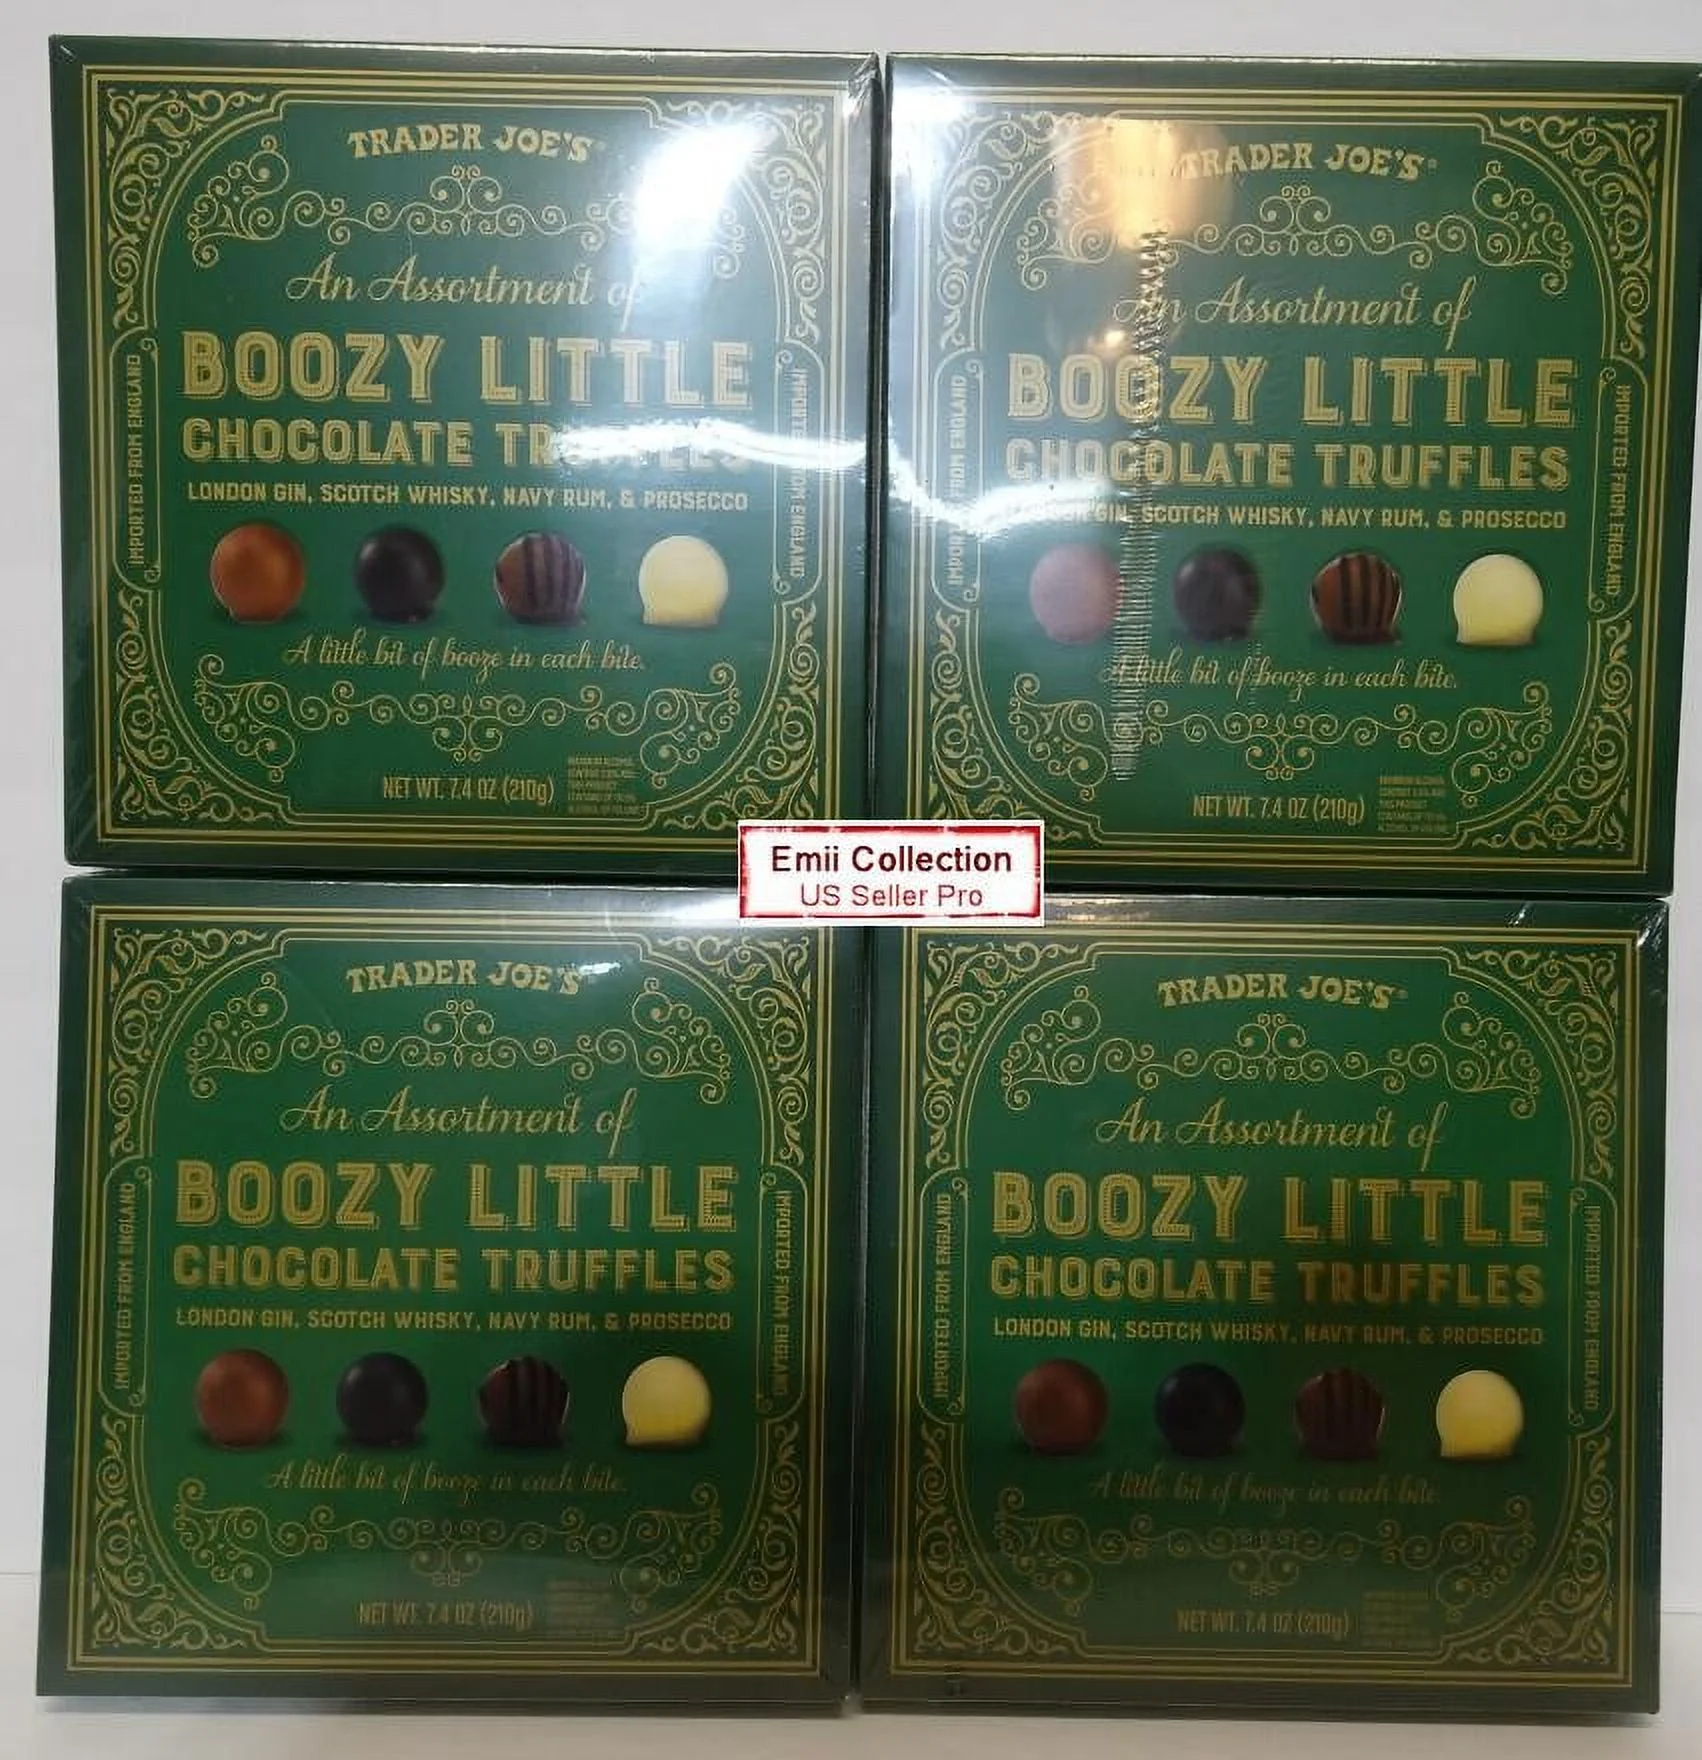 TRADER JOE'S
An Assortment of
BOOZY LITTLE
CHOCOLATE TRUFFLES
LONDON GIN, SCOTCH WHISKY, NAVY RUM, & PROSECCO
IMPORTED FROM ENGLAND
IMPORTED FROM ENGLAND
A little bit of booze in each bite.
NET WT. 7.4 OZ (210g)
TRADER JOE'S
An Assortment of
BOOZY LITTLE
CHOCOLATE TRUFFLES
GIN, SCOTCH WHISKY, NAVY RUM, & PROSECCO
IMPORTED FROM ENGLAND
IMPORTED FROM ENGLAND
A little bit of booze in each bite.
NET WT. 7.4 OZ (210g)
Emii Collection
US Seller Pro
TRADER JOE'S
An Assortment of
BOOZY LITTLE
CHOCOLATE TRUFFLES
LONDON GIN, SCOTCH WHISKY, NAVY RUM, & PROSECCO
IMPORTED FROM ENGLAND
IMPORTED FROM ENGLAND
A little bit of booze in each bite.
NET WT. 7.4 OZ (210g)
TRADER JOE'S
An Assortment of
BOOZY LITTLE
CHOCOLATE TRUFFLES
LONDON GIN, SCOTCH WHISKY, NAVY RUM, & PROSECCO
IMPORTED FROM ENGLAND
IMPORTED FROM ENGLAND
A little bit of booze in each bite.
NET WT. 7.4 OZ (210g)